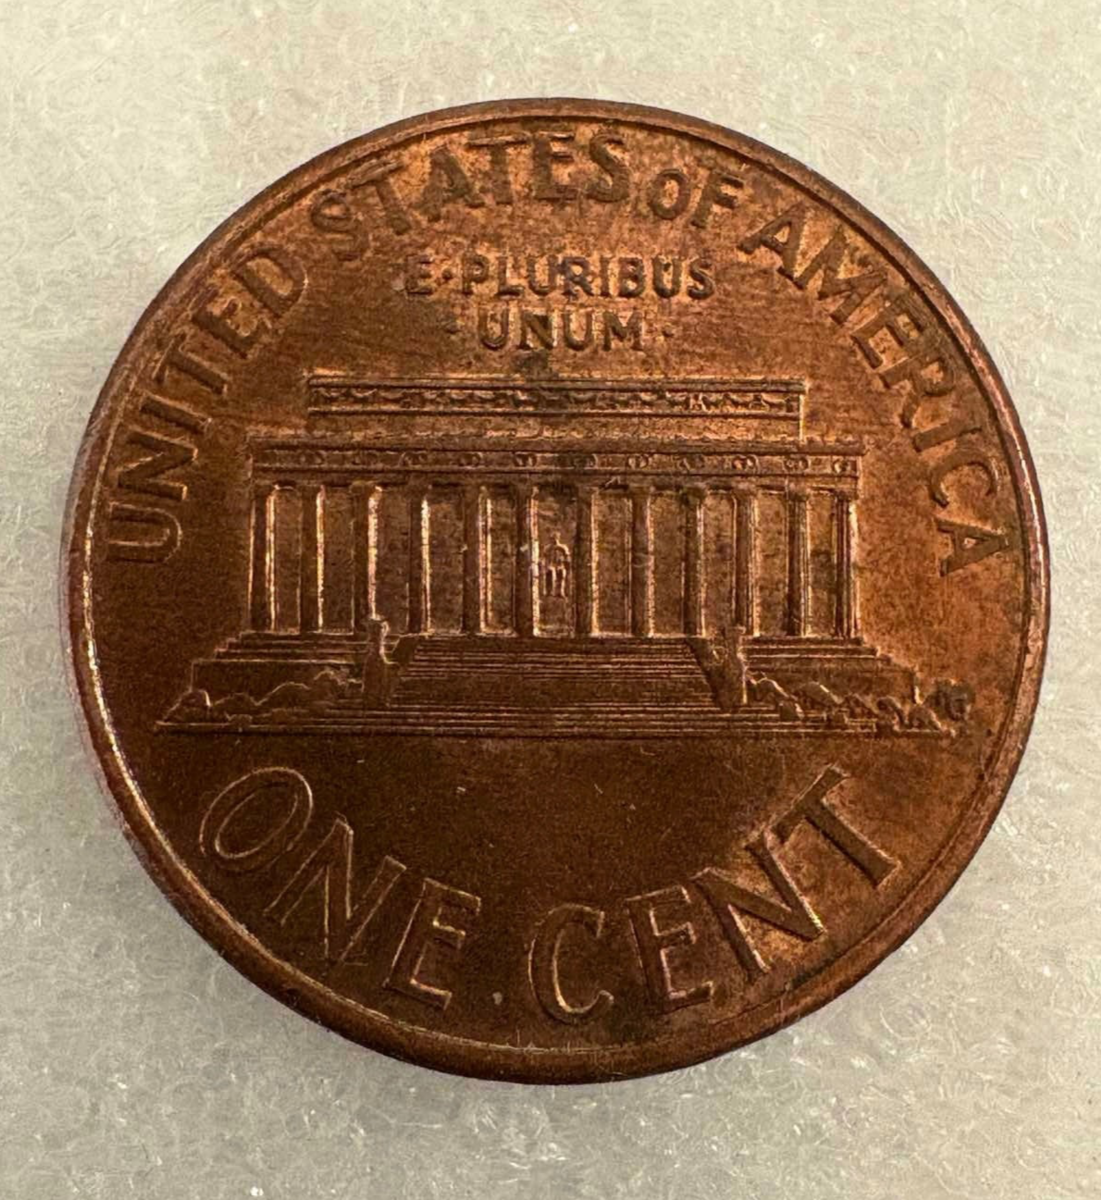 UNITED STATES OF AMERICA
E·PLURIBUS
·UNUM·
ONE CENT